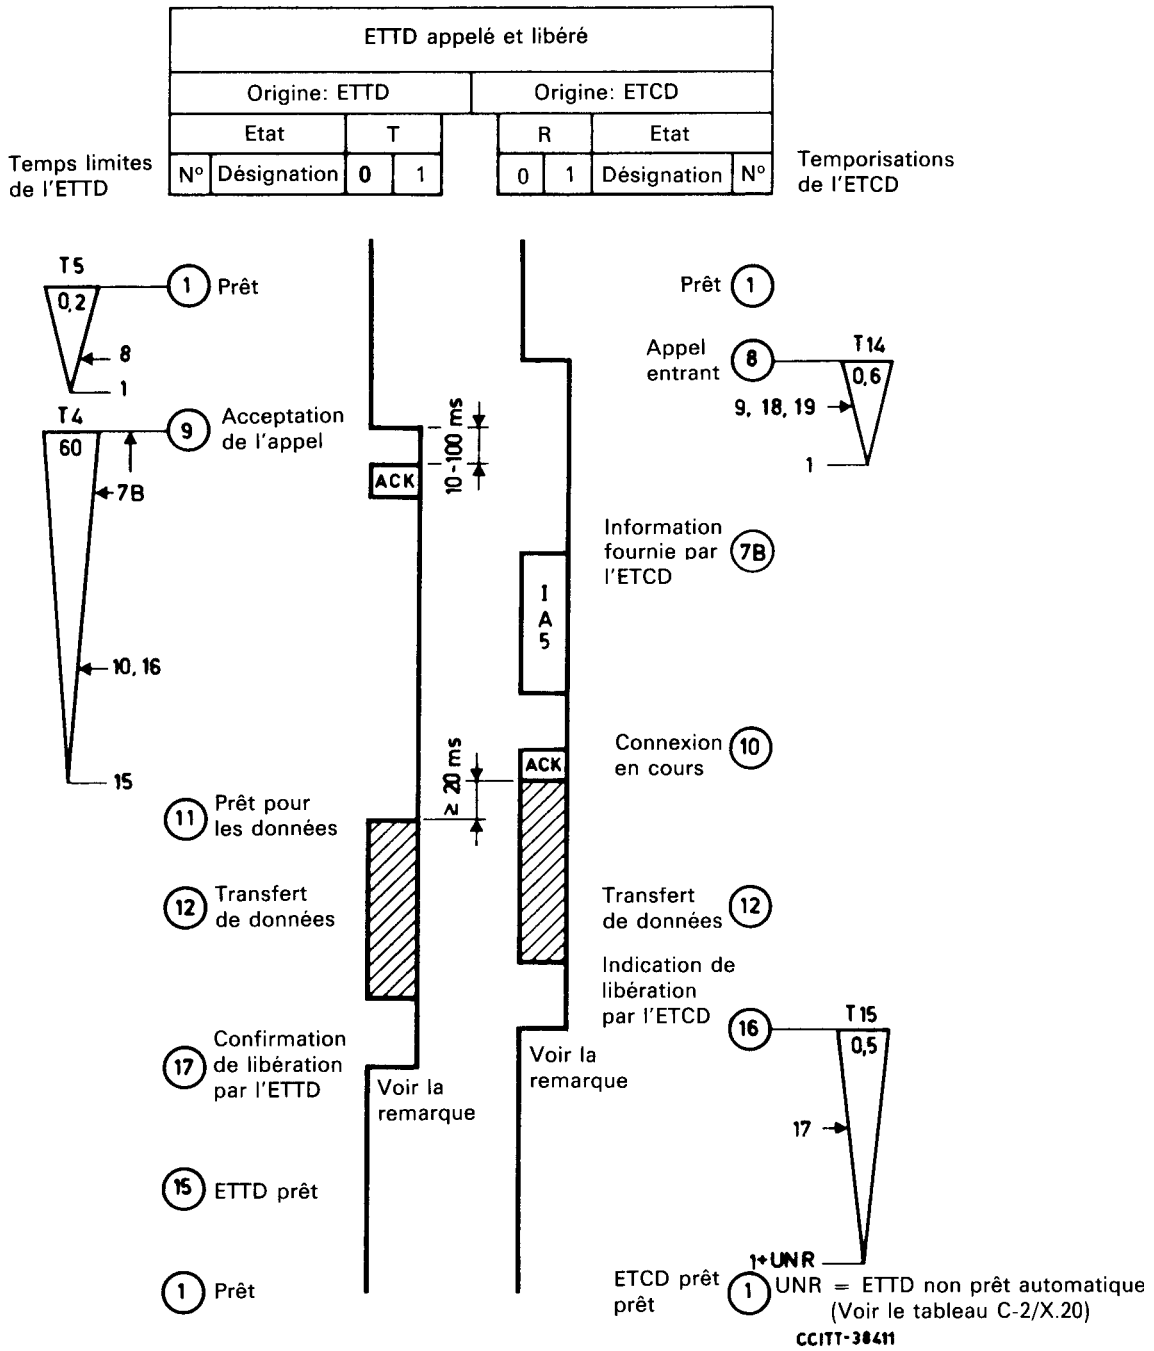 ETTD appelé et libéré
Origine: ETTD
Origine: ETCD
Etat
T
R
Etat
Temps limites
de l'ETTD
N° Désignation 0 1
0 1 Désignation N°
Temporisations
de l'ETCD
T5
0,2
8
1
1 Prêt
Prêt 1
Appel
entrant
8
T14
0,6
9, 18, 19
1
T4
60
7B
10, 16
15
9
Acceptation
de l'appel
10-100 ms
ACK
Information
fournie par
l'ETCD
7B
I
A
5
Connexion
en cours
10
ACK
≈ 20 ms
11
Prêt pour
les données
12
Transfert
de données
Transfert
de données
12
Indication de
libération
par l'ETCD
16
T15
0,5
17
1+UNR
17
Confirmation
de libération
par l'ETTD
Voir la
remarque
Voir la
remarque
15 ETTD prêt
1 Prêt
ETCD prêt
prêt
1
UNR = ETTD non prêt automatique
(Voir le tableau C-2/X.20)
CCITT-38411